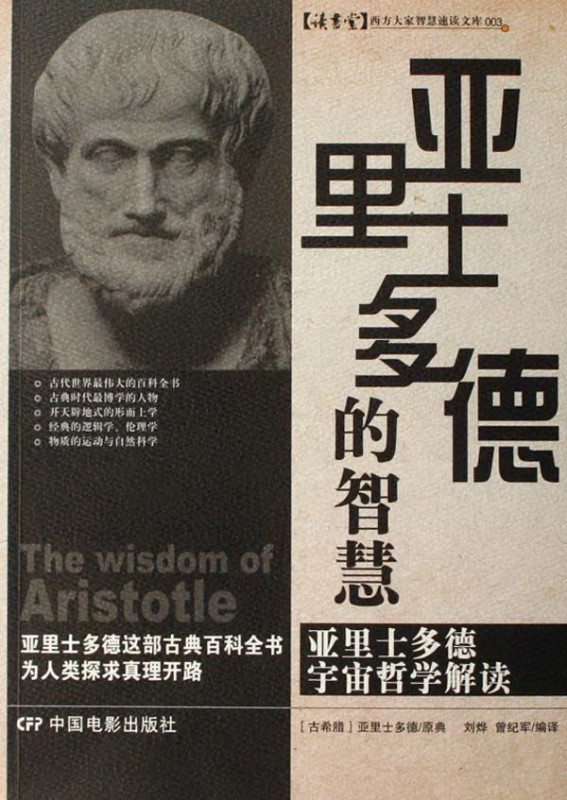 【读书堂】西方大家智慧速读文库 003
亚里士多德
的智慧
古代世界最伟大的百科全书
古典时代最博学的人物
开天辟地式的形而上学
经典的逻辑学、伦理学
物质的运动与自然科学
The wisdom of
Aristotle
亚里士多德这部古典百科全书
为人类探求真理开路
亚里士多德
宇宙哲学解读
CFP 中国电影出版社
［古希腊］亚里士多德/原典 刘烨 曾纪军/编译